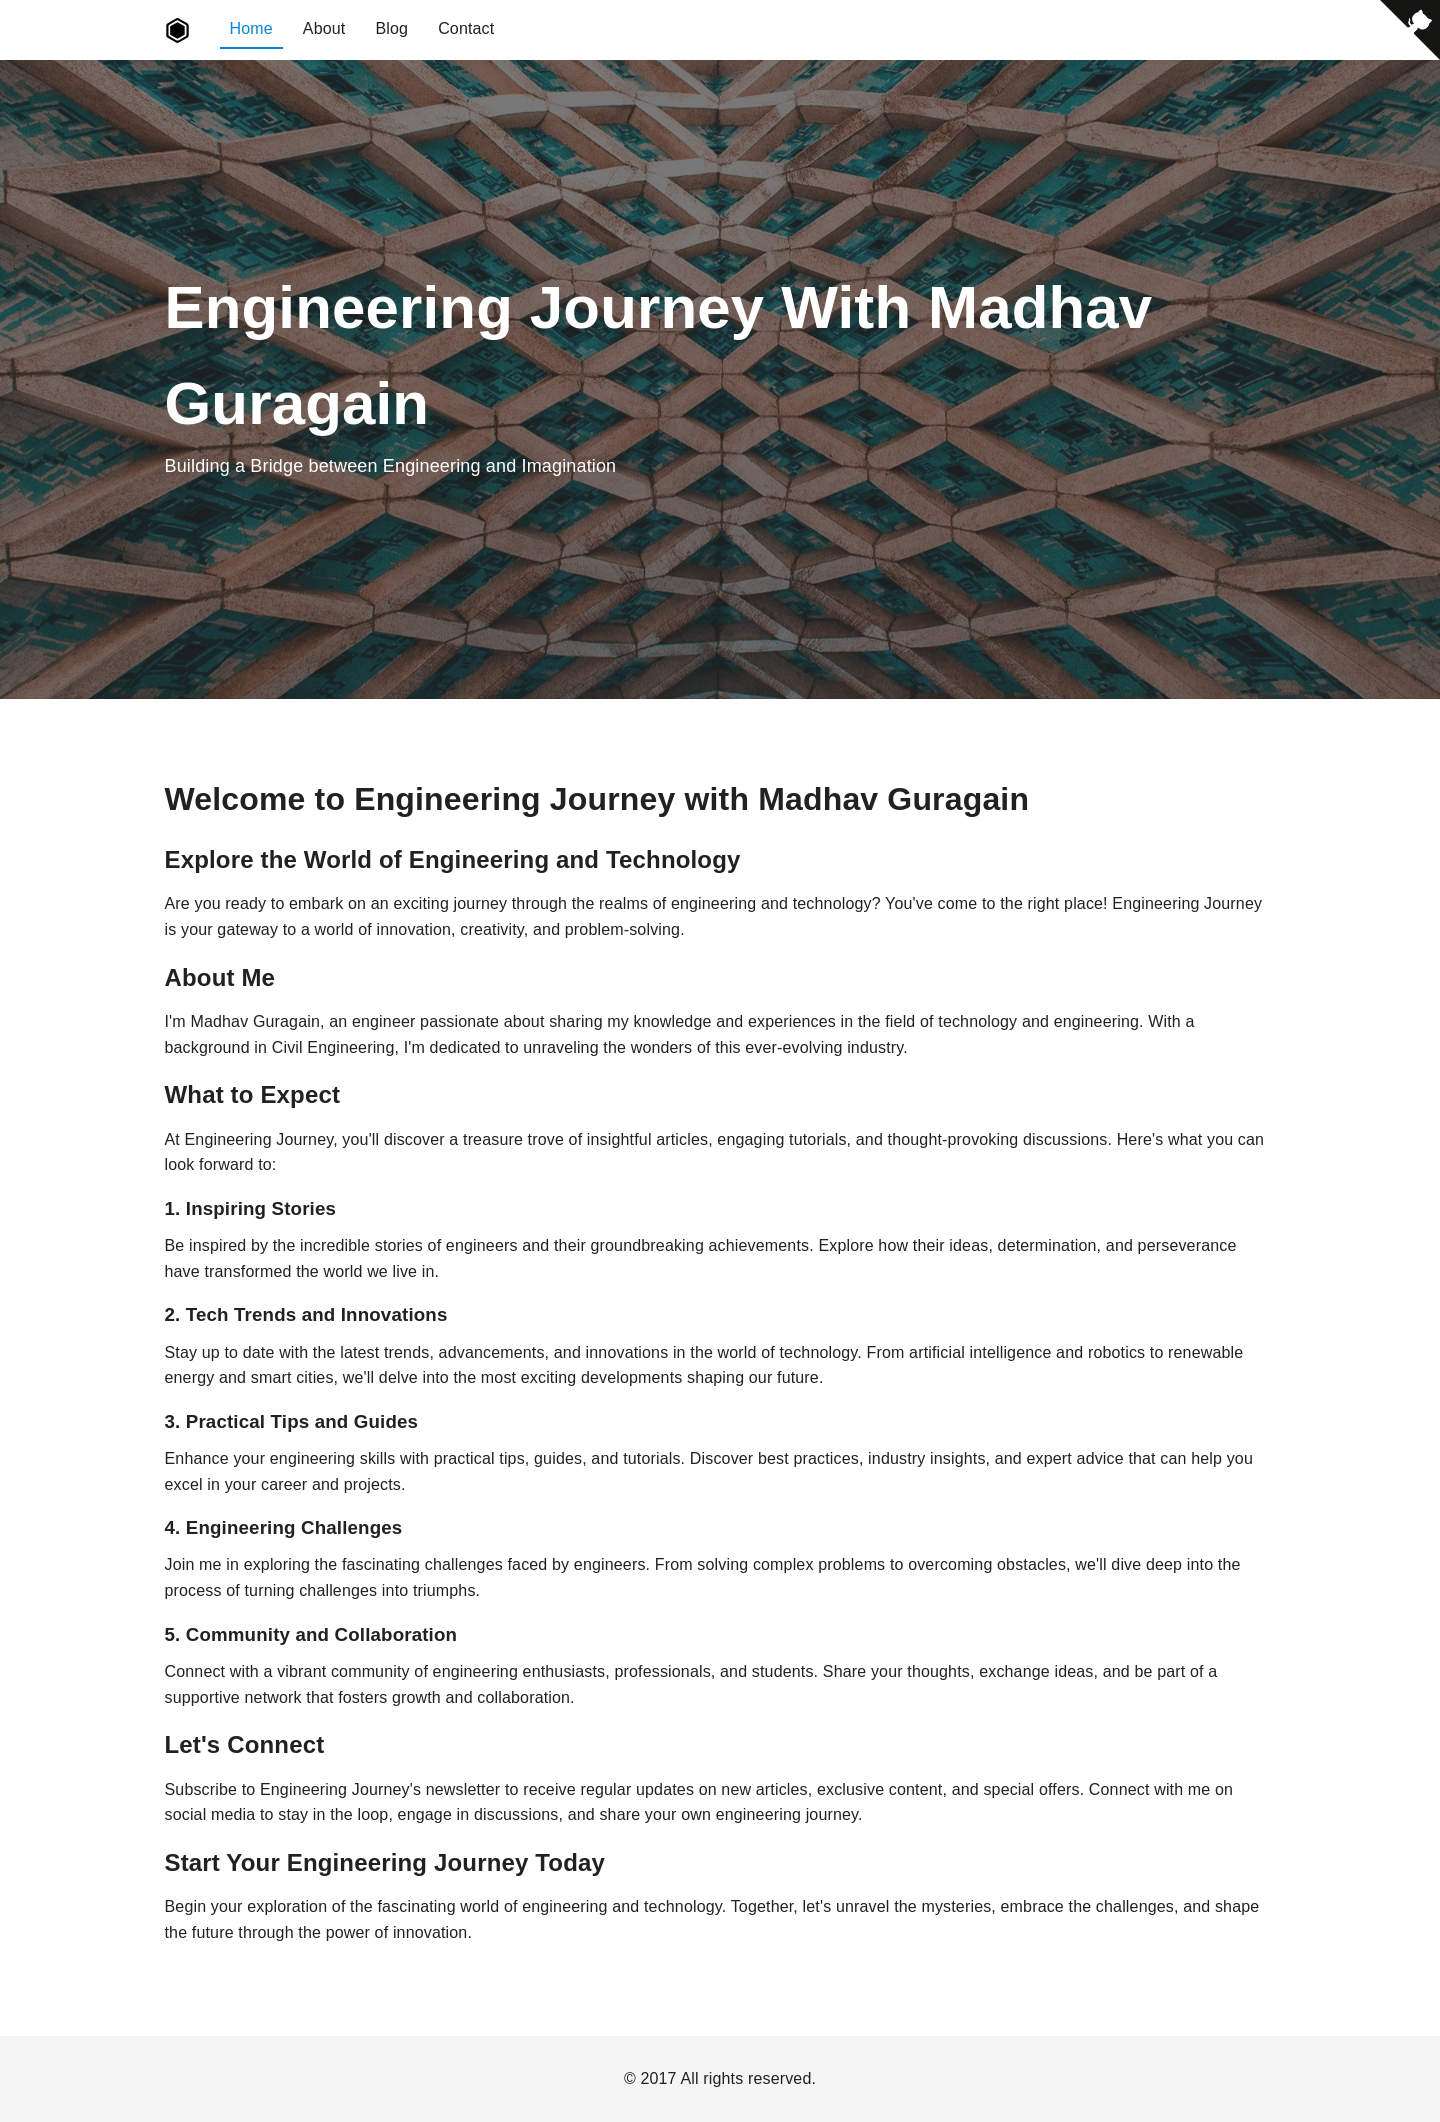 Home About Blog Contact
Engineering Journey With Madhav
Guragain
Building a Bridge between Engineering and Imagination
Welcome to Engineering Journey with Madhav Guragain
Explore the World of Engineering and Technology
Are you ready to embark on an exciting journey through the realms of engineering and technology? You've come to the right place! Engineering Journey
is your gateway to a world of innovation, creativity, and problem-solving.
About Me
I'm Madhav Guragain, an engineer passionate about sharing my knowledge and experiences in the field of technology and engineering. With a
background in Civil Engineering, I'm dedicated to unraveling the wonders of this ever-evolving industry.
What to Expect
At Engineering Journey, you'll discover a treasure trove of insightful articles, engaging tutorials, and thought-provoking discussions. Here's what you can
look forward to:
1. Inspiring Stories
Be inspired by the incredible stories of engineers and their groundbreaking achievements. Explore how their ideas, determination, and perseverance
have transformed the world we live in.
2. Tech Trends and Innovations
Stay up to date with the latest trends, advancements, and innovations in the world of technology. From artificial intelligence and robotics to renewable
energy and smart cities, we'll delve into the most exciting developments shaping our future.
3. Practical Tips and Guides
Enhance your engineering skills with practical tips, guides, and tutorials. Discover best practices, industry insights, and expert advice that can help you
excel in your career and projects.
4. Engineering Challenges
Join me in exploring the fascinating challenges faced by engineers. From solving complex problems to overcoming obstacles, we'll dive deep into the
process of turning challenges into triumphs.
5. Community and Collaboration
Connect with a vibrant community of engineering enthusiasts, professionals, and students. Share your thoughts, exchange ideas, and be part of a
supportive network that fosters growth and collaboration.
Let's Connect
Subscribe to Engineering Journey's newsletter to receive regular updates on new articles, exclusive content, and special offers. Connect with me on
social media to stay in the loop, engage in discussions, and share your own engineering journey.
Start Your Engineering Journey Today
Begin your exploration of the fascinating world of engineering and technology. Together, let's unravel the mysteries, embrace the challenges, and shape
the future through the power of innovation.
© 2017 All rights reserved.